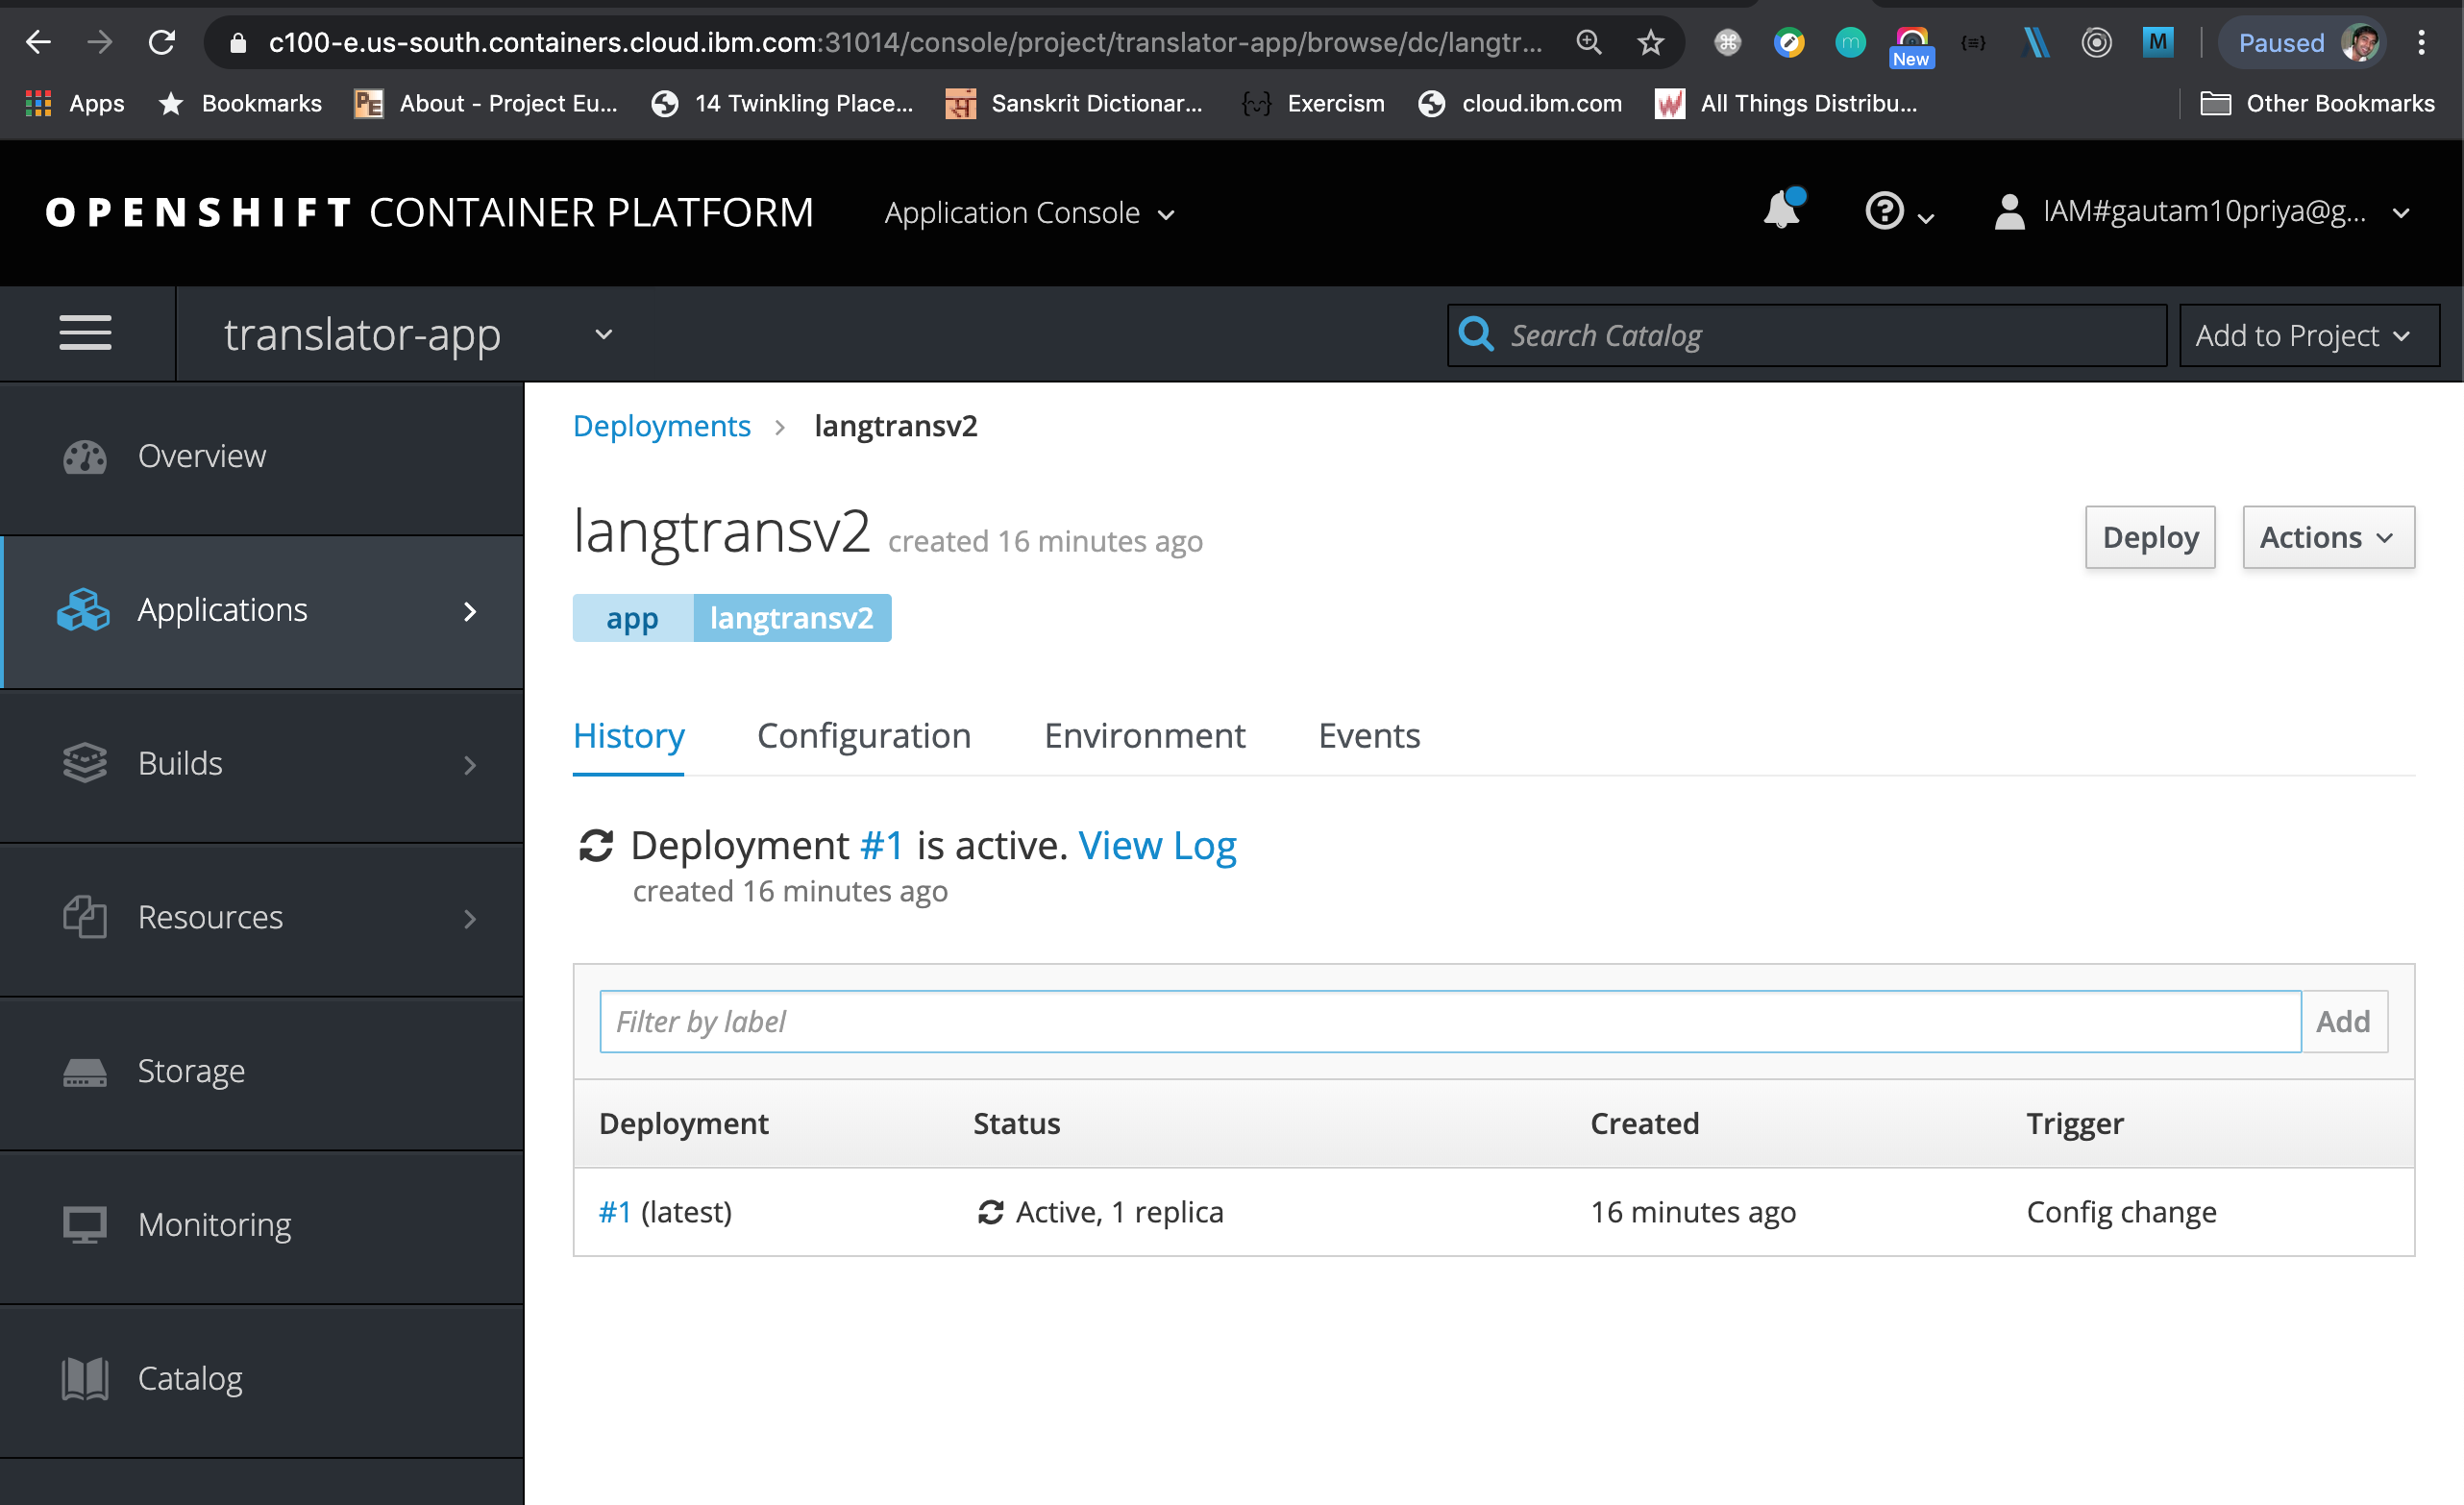 c100-e.us-south.containers.cloud.ibm.com:31014/console/project/translator-app/browse/dc/langtr...
New
M
m
Paused
Apps
Bookmarks
PE
About - Project Eu...
14 Twinkling Place...
Sanskrit Dictionar...
Exercism
cloud.ibm.com
All Things Distribu...
Other Bookmarks
OPENSHIFT CONTAINER PLATFORM
Application Console
IAM#gautam10priya@g...
translator-app
Search Catalog
Add to Project
Overview
Applications
Builds
Resources
Storage
Monitoring
Catalog
Deployments > langtransv2
langtransv2 created 16 minutes ago
Deploy
Actions
app langtransv2
History
Configuration
Environment
Events
Deployment #1 is active. View Log
created 16 minutes ago
Filter by label
Add
Deployment Status Created Trigger
#1 (latest) Active, 1 replica 16 minutes ago Config change